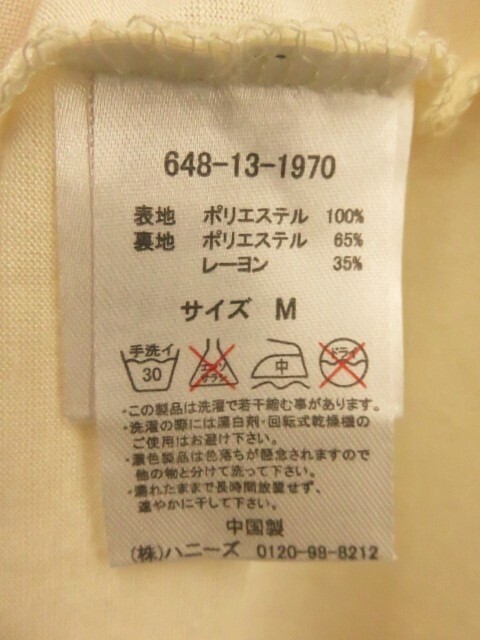 648-13-1970
表地 ポリエステル 100%
裏地 ポリエステル 65%
レーヨン 35%
サイズ M
手洗イ
30
エンソ
サラシ
中
ドライ
・この製品は洗濯で若干縮む事があります。
・洗濯の際には漂白剤・回転式乾燥機の
ご使用はお避け下さい。
・濃色製品は色落ちが懸念されますので
他の物と分けて洗って下さい。
・濡れたままで長時間放置せず、
速やかに干して下さい。
中国製
(株)ハニーズ 0120-98-8212